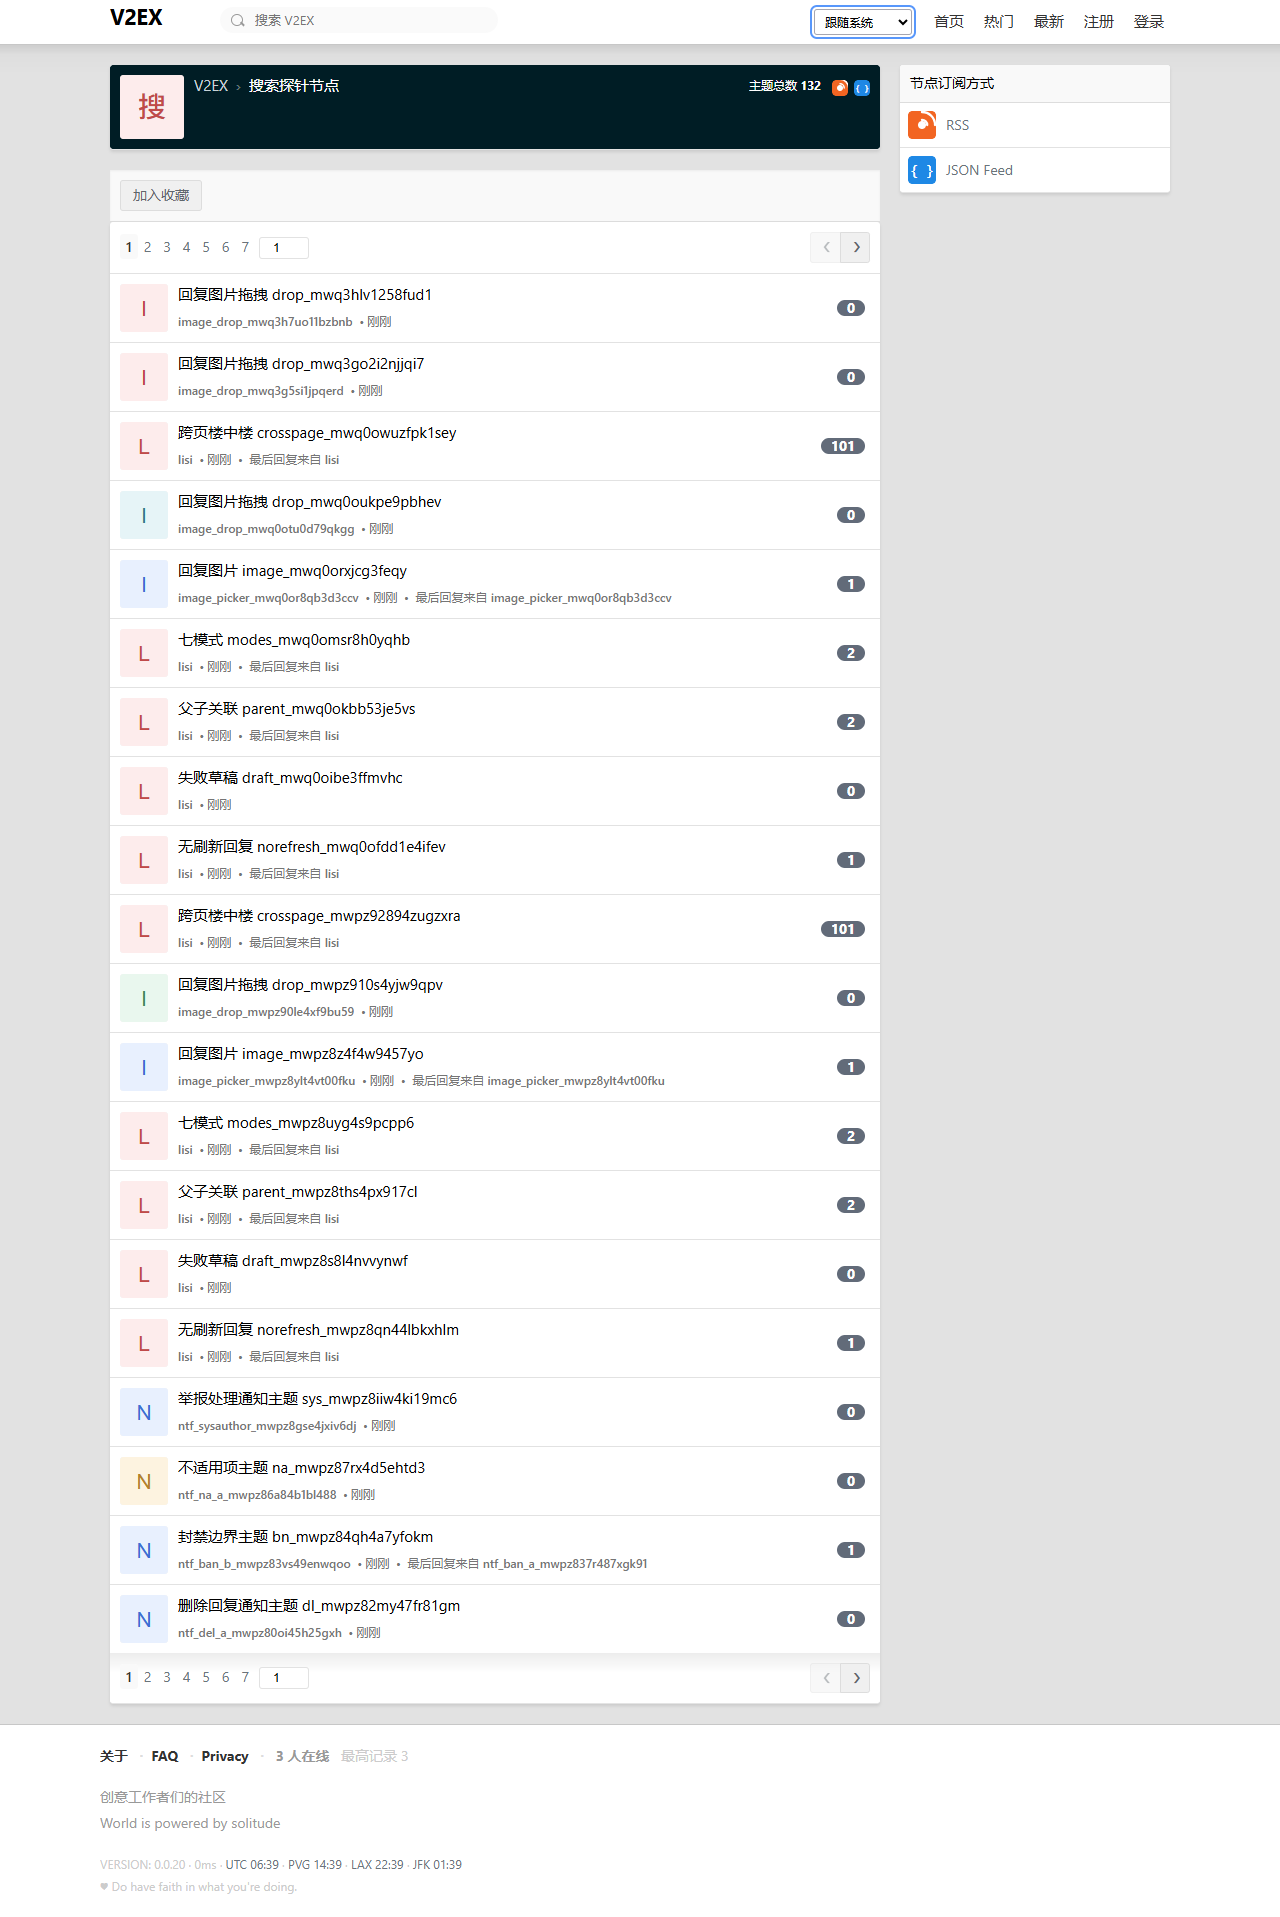 V2EX
搜索 V2EX
跟随系统
首页 热门 最新 注册 登录
搜
V2EX › 搜索探针节点
主题总数 132
节点订阅方式
RSS
{ } JSON Feed
加入收藏
1 2 3 4 5 6 7 1
I
回复图片拖拽 drop_mwq3hlv1258fud1
image_drop_mwq3h7uo11bzbnb • 刚刚
0
I
回复图片拖拽 drop_mwq3go2i2njjqi7
image_drop_mwq3g5si1jpqerd • 刚刚
0
L
跨页楼中楼 crosspage_mwq0owuzfpk1sey
lisi • 刚刚 • 最后回复来自 lisi
101
I
回复图片拖拽 drop_mwq0oukpe9pbhev
image_drop_mwq0otu0d79qkgg • 刚刚
0
I
回复图片 image_mwq0orxjcg3feqy
image_picker_mwq0or8qb3d3ccv • 刚刚 • 最后回复来自 image_picker_mwq0or8qb3d3ccv
1
L
七模式 modes_mwq0omsr8h0yqhb
lisi • 刚刚 • 最后回复来自 lisi
2
L
父子关联 parent_mwq0okbb53je5vs
lisi • 刚刚 • 最后回复来自 lisi
2
L
失败草稿 draft_mwq0oibe3ffmvhc
lisi • 刚刚
0
L
无刷新回复 norefresh_mwq0ofdd1e4ifev
lisi • 刚刚 • 最后回复来自 lisi
1
L
跨页楼中楼 crosspage_mwpz92894zugzxra
lisi • 刚刚 • 最后回复来自 lisi
101
I
回复图片拖拽 drop_mwpz910s4yjw9qpv
image_drop_mwpz90le4xf9bu59 • 刚刚
0
I
回复图片 image_mwpz8z4f4w9457yo
image_picker_mwpz8ylt4vt00fku • 刚刚 • 最后回复来自 image_picker_mwpz8ylt4vt00fku
1
L
七模式 modes_mwpz8uyg4s9pcpp6
lisi • 刚刚 • 最后回复来自 lisi
2
L
父子关联 parent_mwpz8ths4px917cl
lisi • 刚刚 • 最后回复来自 lisi
2
L
失败草稿 draft_mwpz8s8l4nvvynwf
lisi • 刚刚
0
L
无刷新回复 norefresh_mwpz8qn44lbkxhlm
lisi • 刚刚 • 最后回复来自 lisi
1
N
举报处理通知主题 sys_mwpz8iiw4ki19mc6
ntf_sysauthor_mwpz8gse4jxiv6dj • 刚刚
0
N
不适用项主题 na_mwpz87rx4d5ehtd3
ntf_na_a_mwpz86a84b1bl488 • 刚刚
0
N
封禁边界主题 bn_mwpz84qh4a7yfokm
ntf_ban_b_mwpz83vs49enwqoo • 刚刚 • 最后回复来自 ntf_ban_a_mwpz837r487xgk91
1
N
删除回复通知主题 dl_mwpz82my47fr81gm
ntf_del_a_mwpz80oi45h25gxh • 刚刚
0
1 2 3 4 5 6 7 1
关于 · FAQ · Privacy · 3 人在线 最高记录 3
创意工作者们的社区
World is powered by solitude
VERSION: 0.0.20 · 0ms · UTC 06:39 · PVG 14:39 · LAX 22:39 · JFK 01:39
♥ Do have faith in what you're doing.